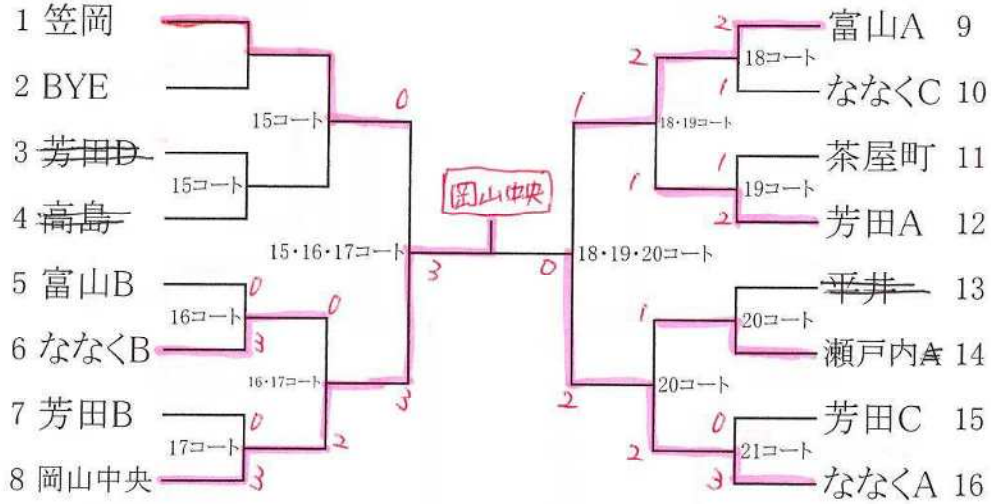 1 笠岡
2 BYE
15コート
0
3 芳田D
15コート
4 高島
15・16・17コート
3
5 富山B
0
16コート
0
6 ななくB
3
16・17コート
3
7 芳田B
0
17コート
2
8 岡山中央
3
岡山中央
2
富山A 9
2
18コート
1
ななくC 10
1
18・19コート
1
茶屋町 11
1
19コート
2
芳田A 12
0
18・19・20コート
平井 13
1
20コート
瀬戸内A 14
2
20コート
0
芳田C 15
2
21コート
3
ななくA 16